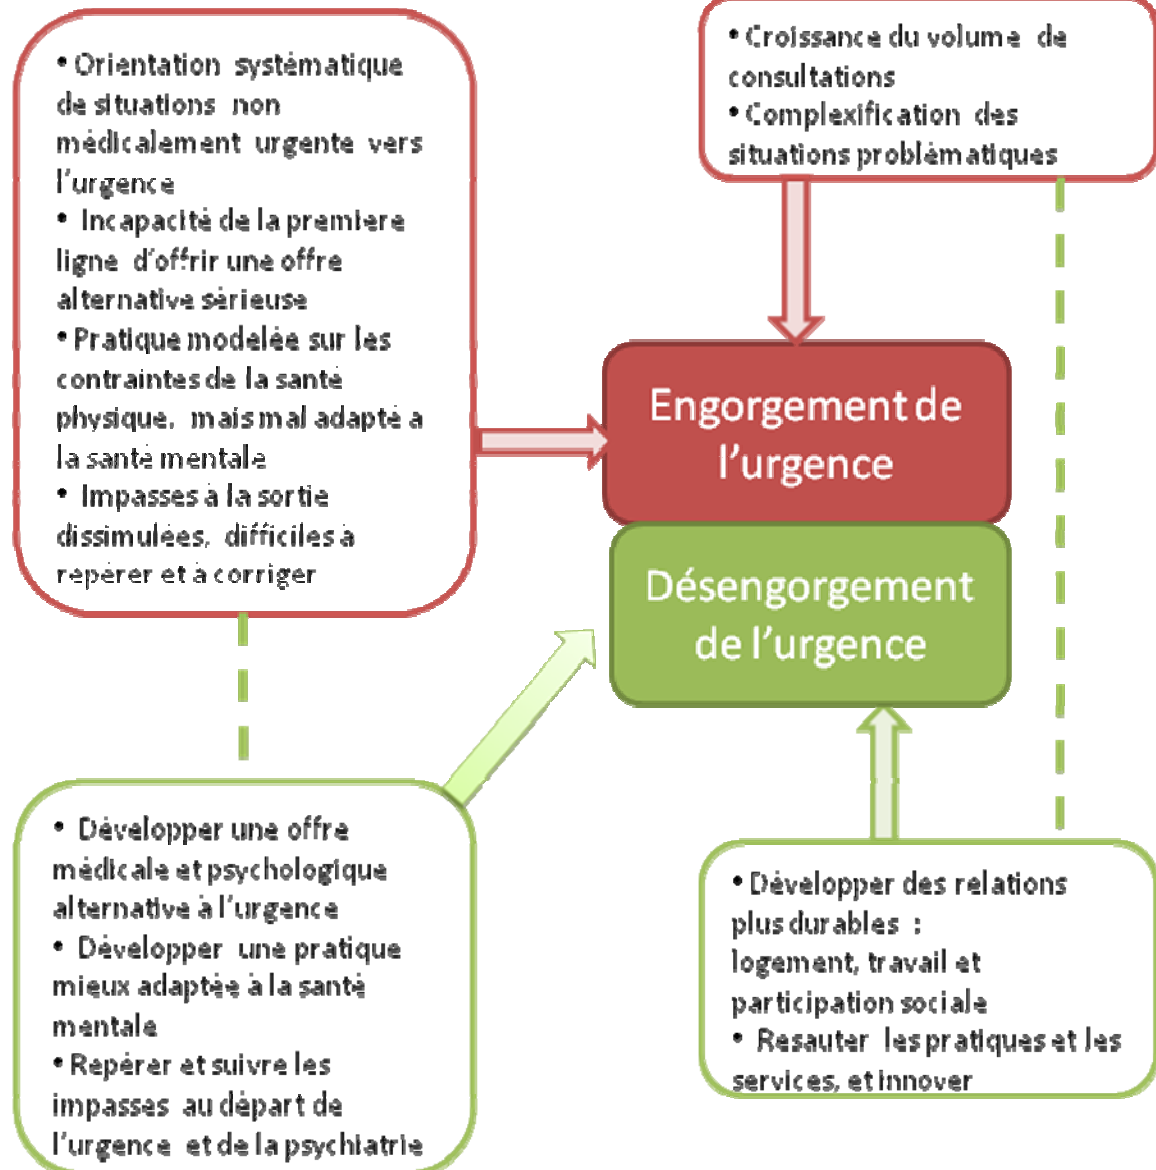 • Orientation systématique
de situations non
médicalement urgente vers
l'urgence
• Incapacité de la premiere
ligne d'offrir une offre
alternative sérieuse
• Pratique modelée sur les
contraintes de la santé
physique, mais mal adapté a
la santé mentale
• Impasses à la sortie
dissimulées, difficiles à
repérer et à corriger
• Croissance du volume de
consultations
• Complexification des
situations problématiques
Engorgement de
l'urgence
Désengorgement
de l'urgence
• Développer une offre
médicale et psychologique
alternative à l'urgence
• Développer une pratique
mieux adaptée à la santé
mentale
• Repérer et suivre les
impasses au départ de
l'urgence et de la psychiatrie
• Développer des relations
plus durables :
logement, travail et
participation sociale
• Resauter les pratiques et les
services, et innover